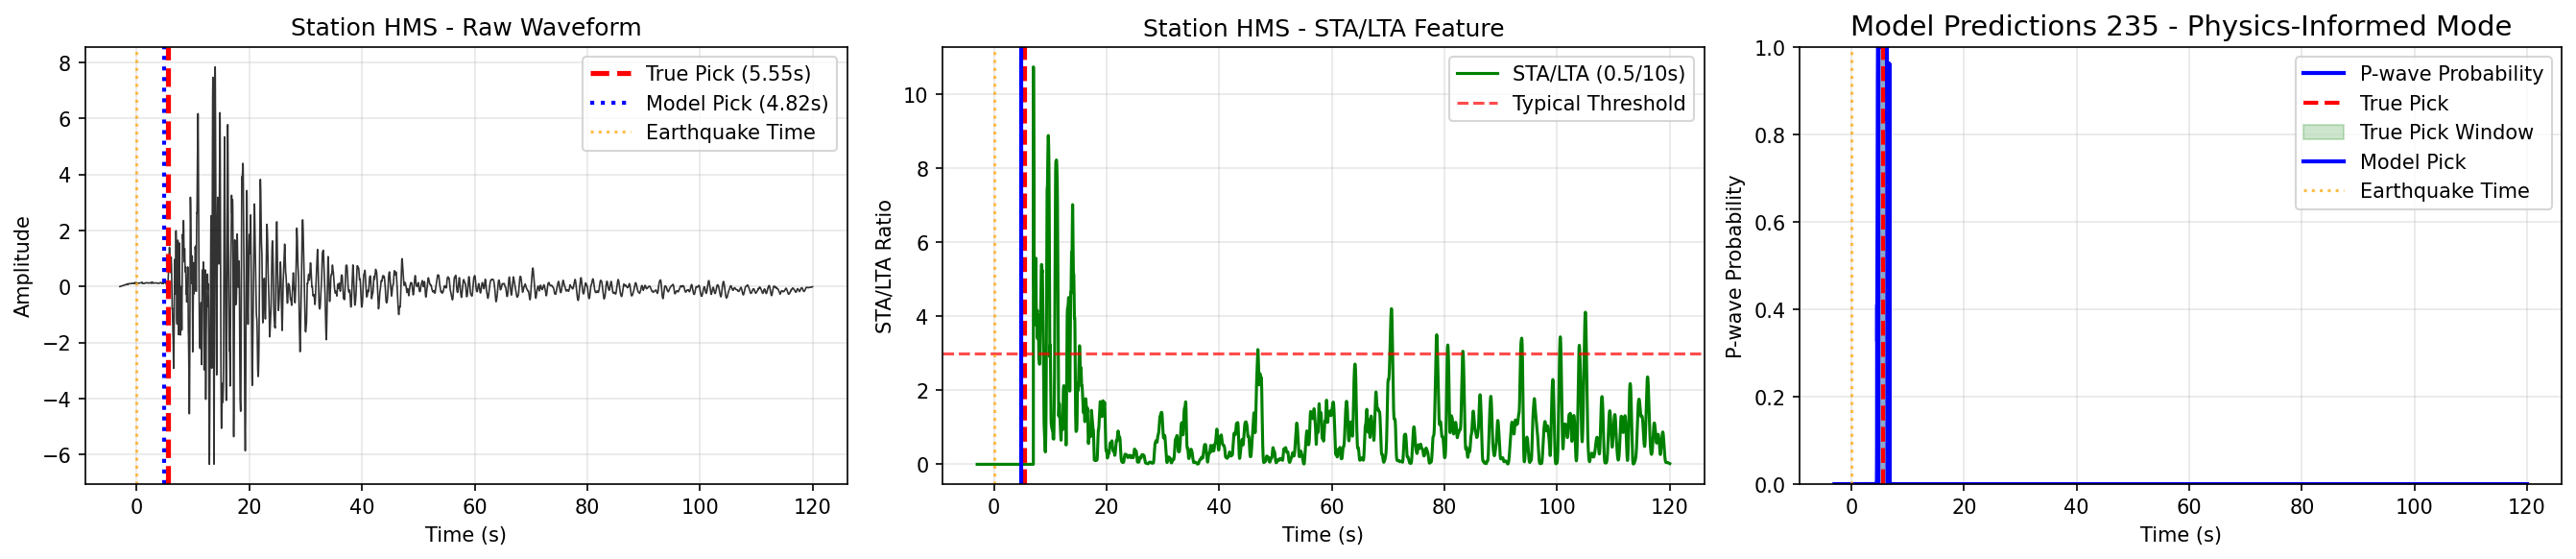 Station HMS - Raw Waveform
Amplitude
8
6
4
2
0
−2
−4
−6
True Pick (5.55s)
Model Pick (4.82s)
Earthquake Time
0 20 40 60 80 100 120
Time (s)
Station HMS - STA/LTA Feature
STA/LTA Ratio
10
8
6
4
2
0
STA/LTA (0.5/10s)
Typical Threshold
0 20 40 60 80 100 120
Time (s)
Model Predictions 235 - Physics-Informed Mode
P-wave Probability
1.0
0.8
0.6
0.4
0.2
0.0
P-wave Probability
True Pick
True Pick Window
Model Pick
Earthquake Time
0 20 40 60 80 100 120
Time (s)